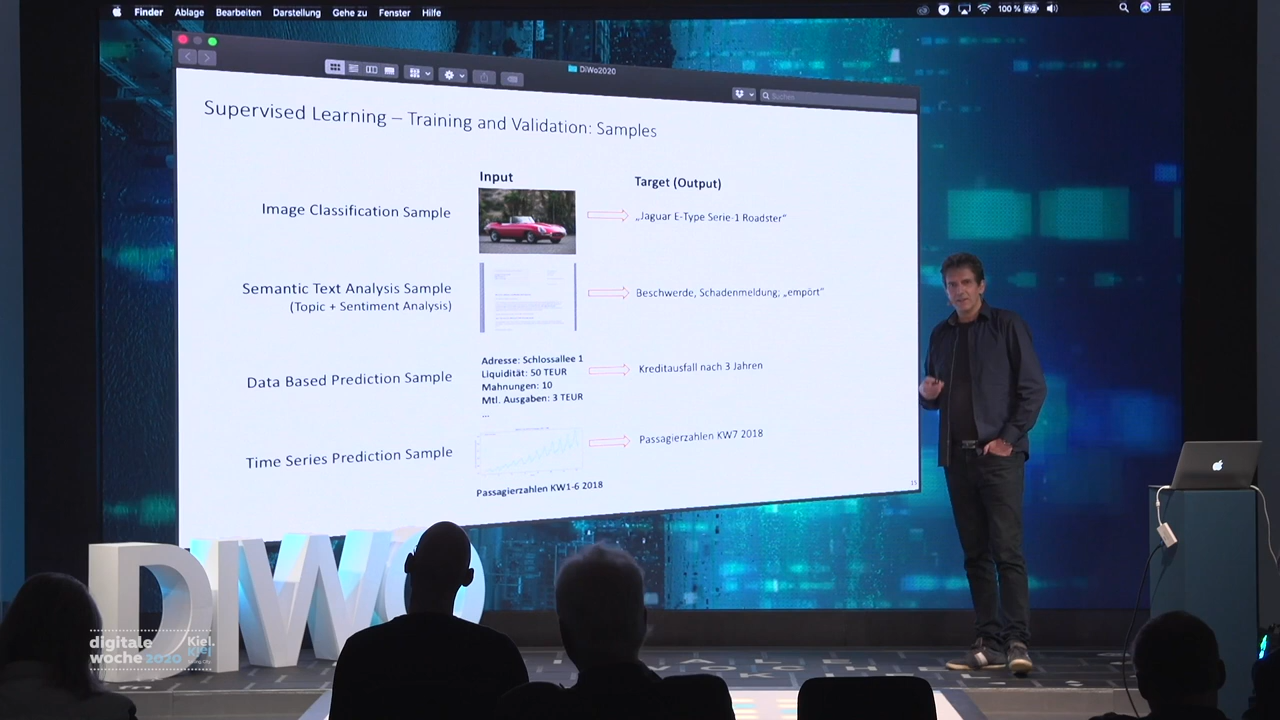 Finder Ablage Bearbeiten Darstellung Gehe zu Fenster Hilfe
100 %
DiWo2020
Suchen
Supervised Learning – Training and Validation: Samples
Input
Target (Output)
Image Classification Sample
„Jaguar E-Type Serie-1 Roadster“
Semantic Text Analysis Sample
(Topic + Sentiment Analysis)
Beschwerde, Schadenmeldung, „empört“
Data Based Prediction Sample
Adresse: Schlossallee 1
Liquidität: 50 TEUR
Mahnungen: 10
Mtl. Ausgaben: 3 TEUR
...
Kreditausfall nach 3 Jahren
Time Series Prediction Sample
Passagierzahlen KW7 2018
Passagierzahlen KW1-6 2018
15
DiWO
digitale
woche 2020
Kiel.